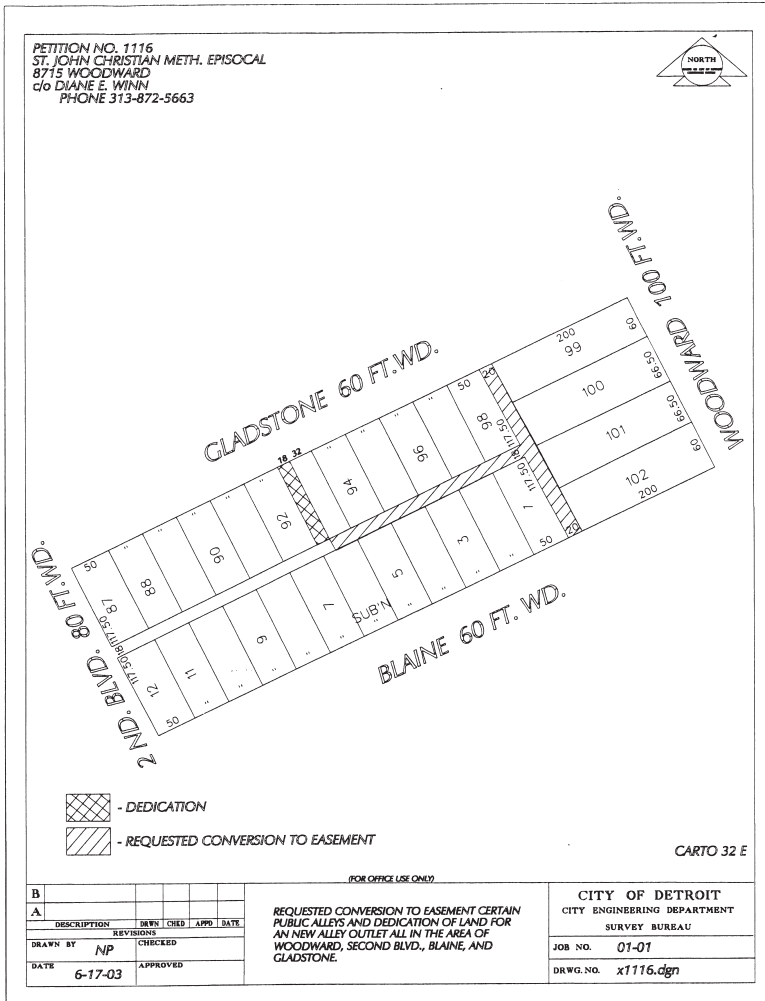 PETITION NO. 1116
ST. JOHN CHRISTIAN METH. EPISOCAL
8715 WOODWARD
c/o DIANE E. WINN
PHONE 313-872-5663
NORTH
WOODWARD 100 FT.WD.
GLADSTONE 60 FT.WD.
200
60
99
66.50
100
66.50
101
60
102
200
20
50
98
117.50
18
117.50
96
94
18 32
92
90
88
50
87
117.50
18
117.50
20
50
1
3
5
SUB'N
7
9
11
12
50
2 ND. BLVD. 80 FT.WD.
BLAINE 60 FT. WD.
- DEDICATION
- REQUESTED CONVERSION TO EASEMENT
CARTO 32 E
(FOR OFFICE USE ONLY)
B
A
DESCRIPTION DRWN CHKD APPD DATE
REVISIONS
DRAWN BY NP
CHECKED
DATE 6-17-03
APPROVED
REQUESTED CONVERSION TO EASEMENT CERTAIN
PUBLIC ALLEYS AND DEDICATION OF LAND FOR
AN NEW ALLEY OUTLET ALL IN THE AREA OF
WOODWARD, SECOND BLVD., BLAINE, AND
GLADSTONE.
CITY OF DETROIT
CITY ENGINEERING DEPARTMENT
SURVEY BUREAU
JOB NO. 01-01
DRWG. NO. x1116.dgn